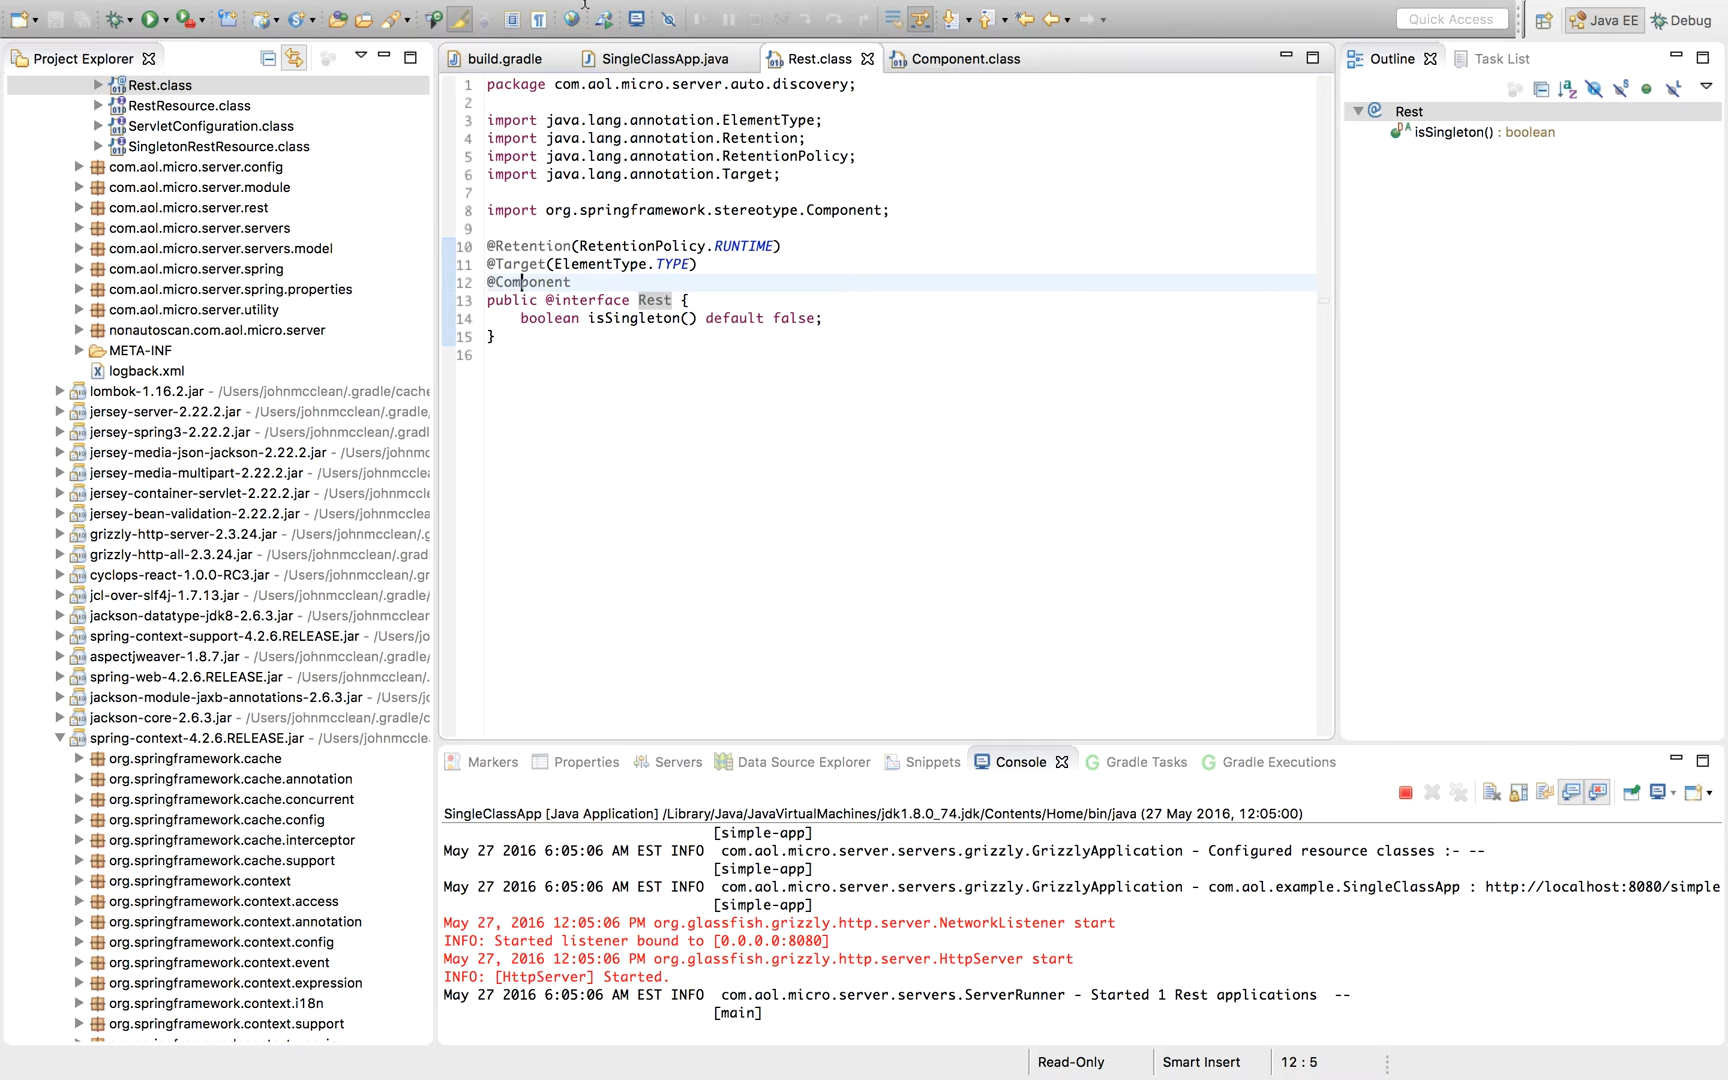 Quick Access
Java EE
Debug
Project Explorer
build.gradle
SingleClassApp.java
Rest.class
Component.class
Outline
Task List
Rest.class
RestResource.class
ServletConfiguration.class
SingletonRestResource.class
com.aol.micro.server.config
com.aol.micro.server.module
com.aol.micro.server.rest
com.aol.micro.server.servers
com.aol.micro.server.servers.model
com.aol.micro.server.spring
com.aol.micro.server.spring.properties
com.aol.micro.server.utility
nonautoscan.com.aol.micro.server
META-INF
logback.xml
lombok-1.16.2.jar - /Users/johnmcclean/.gradle/cache
jersey-server-2.22.2.jar - /Users/johnmcclean/.gradle,
jersey-spring3-2.22.2.jar - /Users/johnmcclean/.gradl
jersey-media-json-jackson-2.22.2.jar - /Users/johnmcc
jersey-media-multipart-2.22.2.jar - /Users/johnmcclea
jersey-container-servlet-2.22.2.jar - /Users/johnmccl
jersey-bean-validation-2.22.2.jar - /Users/johnmcclea
grizzly-http-server-2.3.24.jar - /Users/johnmcclean/.g
grizzly-http-all-2.3.24.jar - /Users/johnmcclean/.grad
cyclops-react-1.0.0-RC3.jar - /Users/johnmcclean/.gr
jcl-over-slf4j-1.7.13.jar - /Users/johnmcclean/.gradle/
jackson-datatype-jdk8-2.6.3.jar - /Users/johnmcclean/
spring-context-support-4.2.6.RELEASE.jar - /Users/jo
aspectjweaver-1.8.7.jar - /Users/johnmcclean/.gradle/
spring-web-4.2.6.RELEASE.jar - /Users/johnmcclean/.
jackson-module-jaxb-annotations-2.6.3.jar - /Users/j
jackson-core-2.6.3.jar - /Users/johnmcclean/.gradle/c
spring-context-4.2.6.RELEASE.jar - /Users/johnmccle
org.springframework.cache
org.springframework.cache.annotation
org.springframework.cache.concurrent
org.springframework.cache.config
org.springframework.cache.interceptor
org.springframework.cache.support
org.springframework.context
org.springframework.context.access
org.springframework.context.annotation
org.springframework.context.config
org.springframework.context.event
org.springframework.context.expression
org.springframework.context.i18n
org.springframework.context.support
1 package com.aol.micro.server.auto.discovery;
2
3 import java.lang.annotation.ElementType;
4 import java.lang.annotation.Retention;
5 import java.lang.annotation.RetentionPolicy;
6 import java.lang.annotation.Target;
7
8 import org.springframework.stereotype.Component;
9
10 @Retention(RetentionPolicy.RUNTIME)
11 @Target(ElementType.TYPE)
12 @Component
13 public @interface Rest {
14 boolean isSingleton() default false;
15 }
16
Rest
isSingleton() : boolean
Markers
Properties
Servers
Data Source Explorer
Snippets
Console
Gradle Tasks
Gradle Executions
SingleClassApp [Java Application] /Library/Java/JavaVirtualMachines/jdk1.8.0_74.jdk/Contents/Home/bin/java (27 May 2016, 12:05:00)
[simple-app]
May 27 2016 6:05:06 AM EST INFO com.aol.micro.server.servers.grizzly.GrizzlyApplication - Configured resource classes :- --
[simple-app]
May 27 2016 6:05:06 AM EST INFO com.aol.micro.server.servers.grizzly.GrizzlyApplication - com.aol.example.SingleClassApp : http://localhost:8080/simple
[simple-app]
May 27, 2016 12:05:06 PM org.glassfish.grizzly.http.server.NetworkListener start
INFO: Started listener bound to [0.0.0.0:8080]
May 27, 2016 12:05:06 PM org.glassfish.grizzly.http.server.HttpServer start
INFO: [HttpServer] Started.
May 27 2016 6:05:06 AM EST INFO com.aol.micro.server.servers.ServerRunner - Started 1 Rest applications --
[main]
Read-Only
Smart Insert
12 : 5